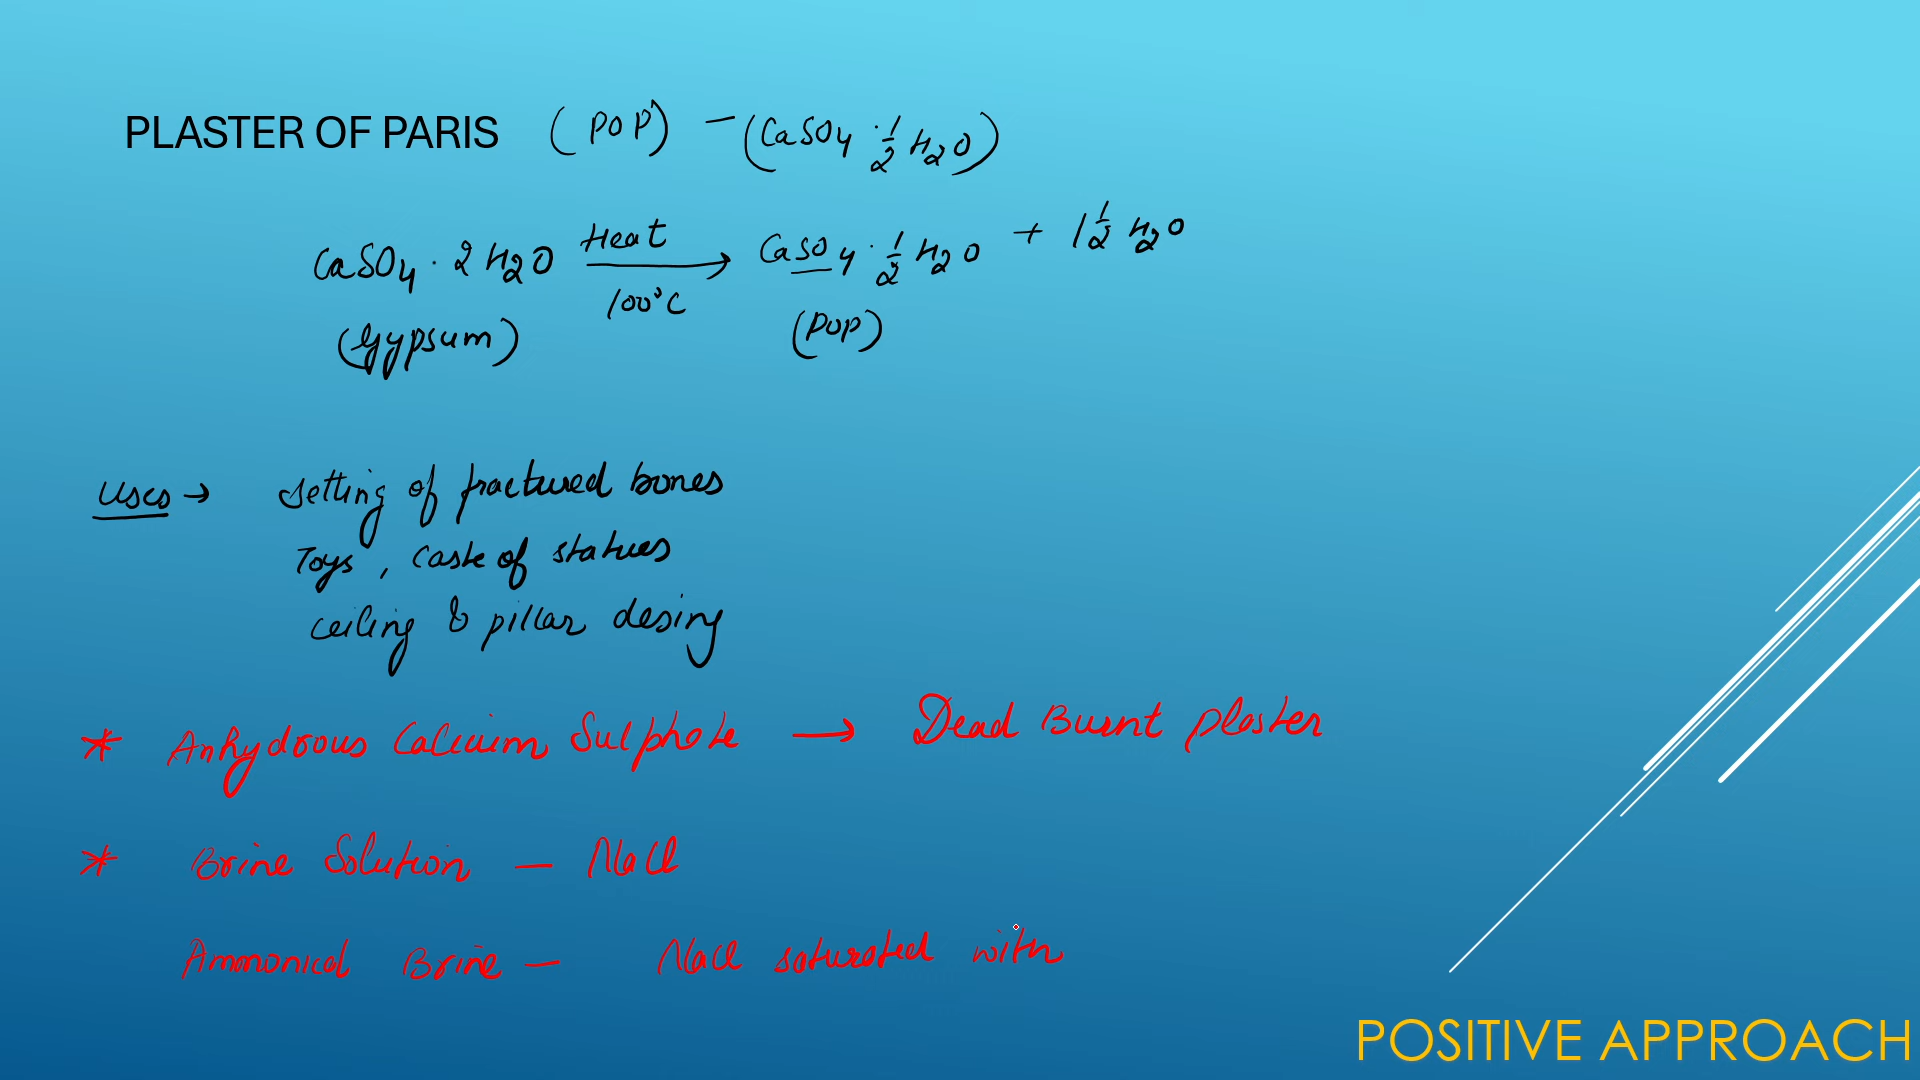 PLASTER OF PARIS (POP) - (CaSO4 · 1/2 H2O)
CaSO4 · 2H2O Heat 100°C → CaSO4 · 1/2 H2O + 1 1/2 H2O
(Gypsum) (POP)
Uses → Setting of fractured bones
Toys, caste of statues
ceiling & pillar desing
* Anhydrous Calcium Sulphate → Dead Burnt Plaster
* Brine Solution — NaCl
Ammonical Brine — NaCl saturated with
POSITIVE APPROACH